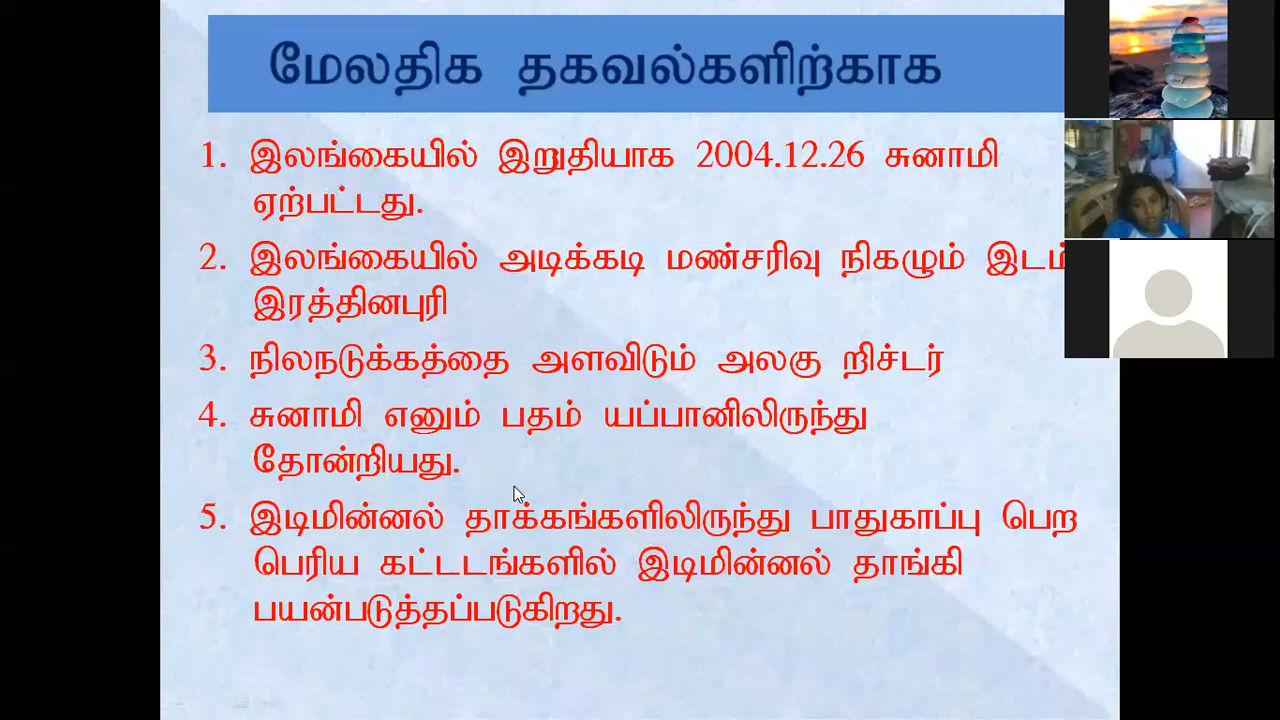 மேலதிக தகவல்களிற்காக
1. இலங்கையில் இறுதியாக 2004.12.26 சுனாமி
ஏற்பட்டது.
2. இலங்கையில் அடிக்கடி மண்சரிவு நிகழும் இடம்
இரத்தினபுரி
3. நிலநடுக்கத்தை அளவிடும் அலகு றிச்டர்
4. சுனாமி எனும் பதம் யப்பானிலிருந்து
தோன்றியது.
5. இடிமின்னல் தாக்கங்களிலிருந்து பாதுகாப்பு பெற
பெரிய கட்டடங்களில் இடிமின்னல் தாங்கி
பயன்படுத்தப்படுகிறது.